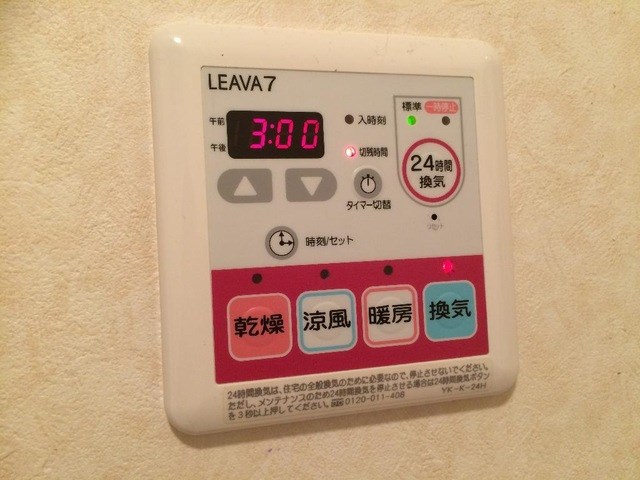 LEAVA7
標準 一時停止
午前 3:00 入時刻
午後 切残時間
24時間
換気
タイマー切替
時刻/セット
乾燥 涼風 暖房 換気
24時間換気は、住宅の全般換気のために必要なので、停止させないでください。
ただし、メンテナンスのため24時間換気を停止させる場合は24時間換気ボタン
を3秒以上押してください。 0120-011-408 YK-K-24H